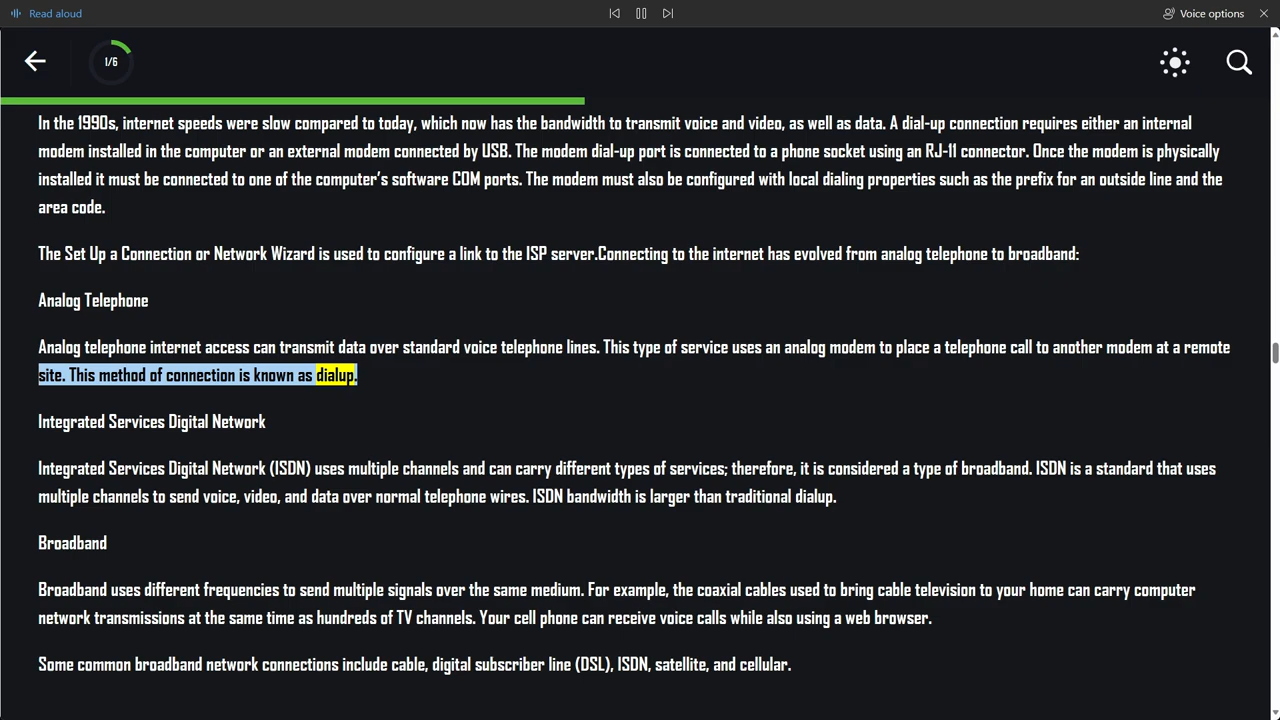 Read aloud
Voice options
1/6
In the 1990s, internet speeds were slow compared to today, which now has the bandwidth to transmit voice and video, as well as data. A dial-up connection requires either an internal
modem installed in the computer or an external modem connected by USB. The modem dial-up port is connected to a phone socket using an RJ-11 connector. Once the modem is physically
installed it must be connected to one of the computer's software COM ports. The modem must also be configured with local dialing properties such as the prefix for an outside line and the
area code.
The Set Up a Connection or Network Wizard is used to configure a link to the ISP server.Connecting to the internet has evolved from analog telephone to broadband:
Analog Telephone
Analog telephone internet access can transmit data over standard voice telephone lines. This type of service uses an analog modem to place a telephone call to another modem at a remote
site. This method of connection is known as dialup.
Integrated Services Digital Network
Integrated Services Digital Network (ISDN) uses multiple channels and can carry different types of services; therefore, it is considered a type of broadband. ISDN is a standard that uses
multiple channels to send voice, video, and data over normal telephone wires. ISDN bandwidth is larger than traditional dialup.
Broadband
Broadband uses different frequencies to send multiple signals over the same medium. For example, the coaxial cables used to bring cable television to your home can carry computer
network transmissions at the same time as hundreds of TV channels. Your cell phone can receive voice calls while also using a web browser.
Some common broadband network connections include cable, digital subscriber line (DSL), ISDN, satellite, and cellular.